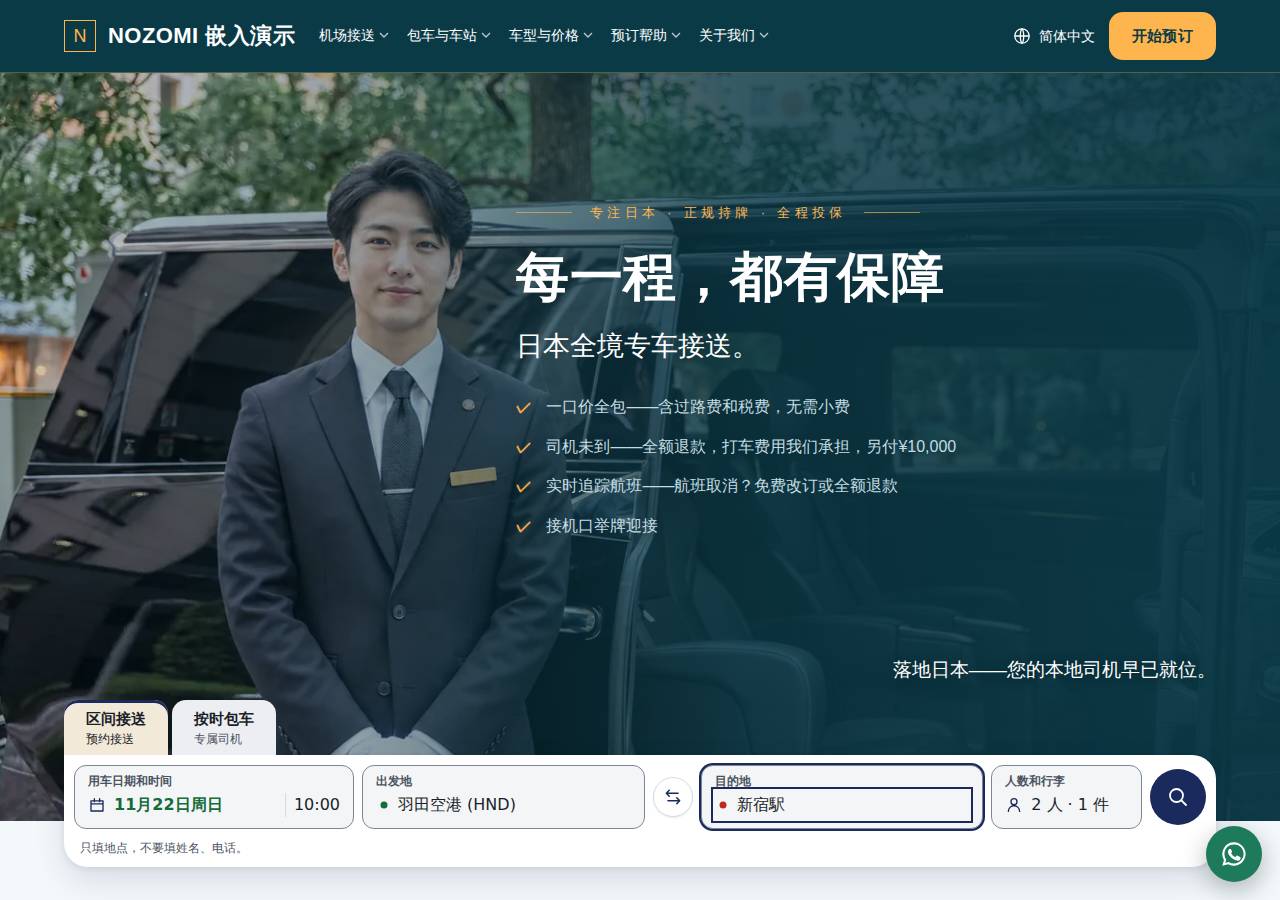 N
NOZOMI 嵌入演示
机场接送
包车与车站
车型与价格
预订帮助
关于我们
简体中文
开始预订
专注日本 · 正规持牌 · 全程投保
每一程，都有保障
日本全境专车接送。
一口价全包——含过路费和税费，无需小费
司机未到——全额退款，打车费用我们承担，另付¥10,000
实时追踪航班——航班取消？免费改订或全额退款
接机口举牌迎接
落地日本——您的本地司机早已就位。
区间接送
预约接送
按时包车
专属司机
用车日期和时间
11月22日周日
10:00
出发地
羽田空港 (HND)
目的地
新宿駅
人数和行李
2 人 · 1 件
只填地点，不要填姓名、电话。